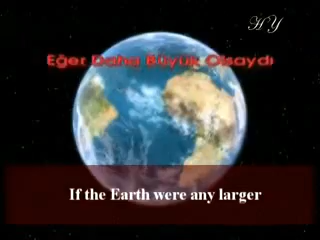 HY
Eğer Daha Büyük Olsaydı
If the Earth were any larger